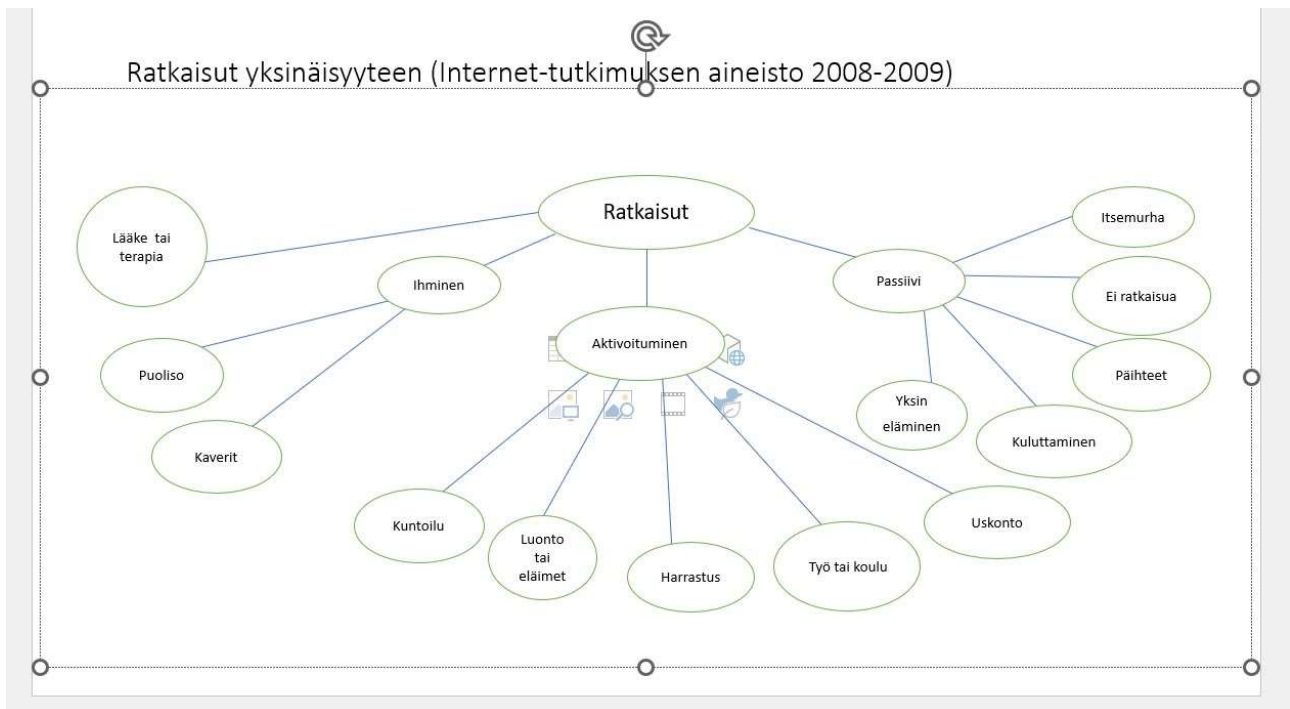 Ratkaisut yksinäisyyteen (Internet-tutkimuksen aineisto 2008-2009)
Ratkaisut
Lääke tai
terapia
Ihminen
Puoliso
Kaverit
Aktivoituminen
Kuntoilu
Luonto
tai
eläimet
Harrastus
Työ tai koulu
Uskonto
Passiivi
Itsemurha
Ei ratkaisua
Päihteet
Kuluttaminen
Yksin
eläminen